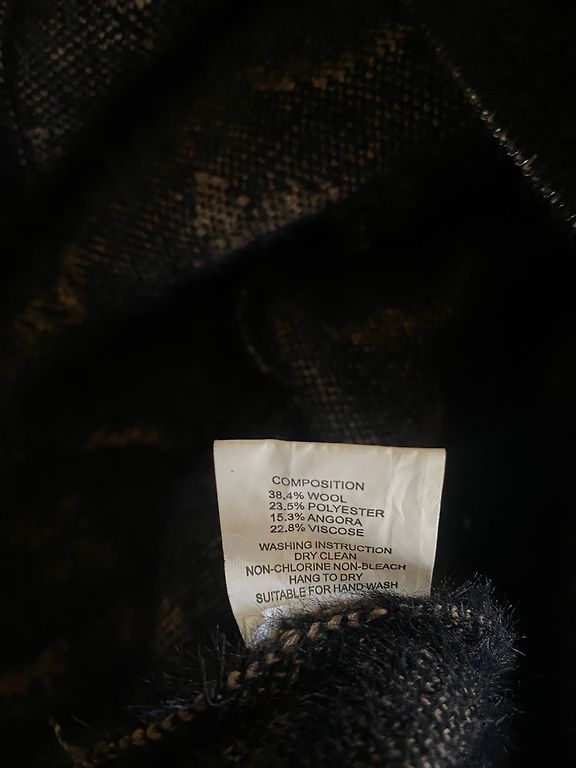 COMPOSITION
38.4% WOOL
23.5% POLYESTER
15.3% ANGORA
22.8% VISCOSE
WASHING INSTRUCTION
DRY CLEAN
NON-CHLORINE NON-BLEACH
HANG TO DRY
SUITABLE FOR HAND WASH